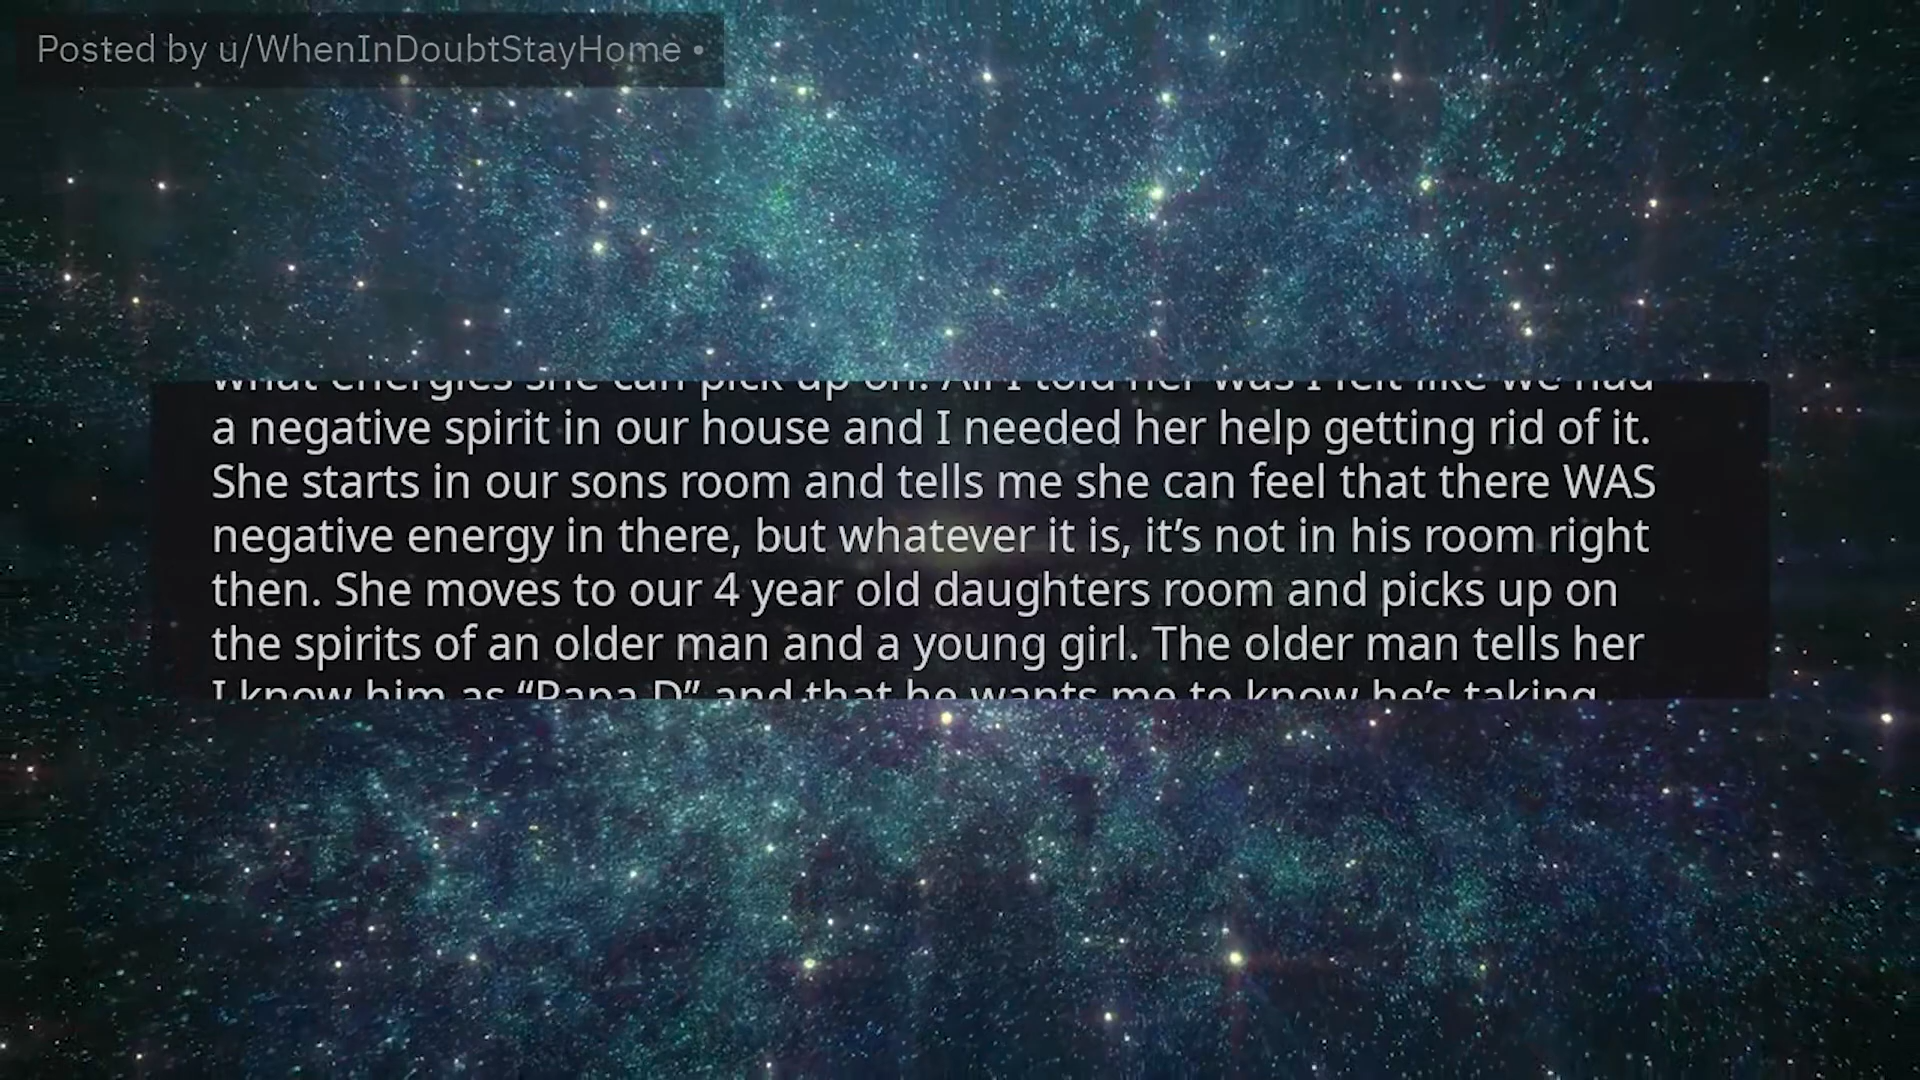 Posted by u/WhenInDoubtStayHome •
what energies she can pick up on. All I told her was I felt like we had
a negative spirit in our house and I needed her help getting rid of it.
She starts in our sons room and tells me she can feel that there WAS
negative energy in there, but whatever it is, it’s not in his room right
then. She moves to our 4 year old daughters room and picks up on
the spirits of an older man and a young girl. The older man tells her
I know him as “Papa D” and that he wants me to know he’s taking